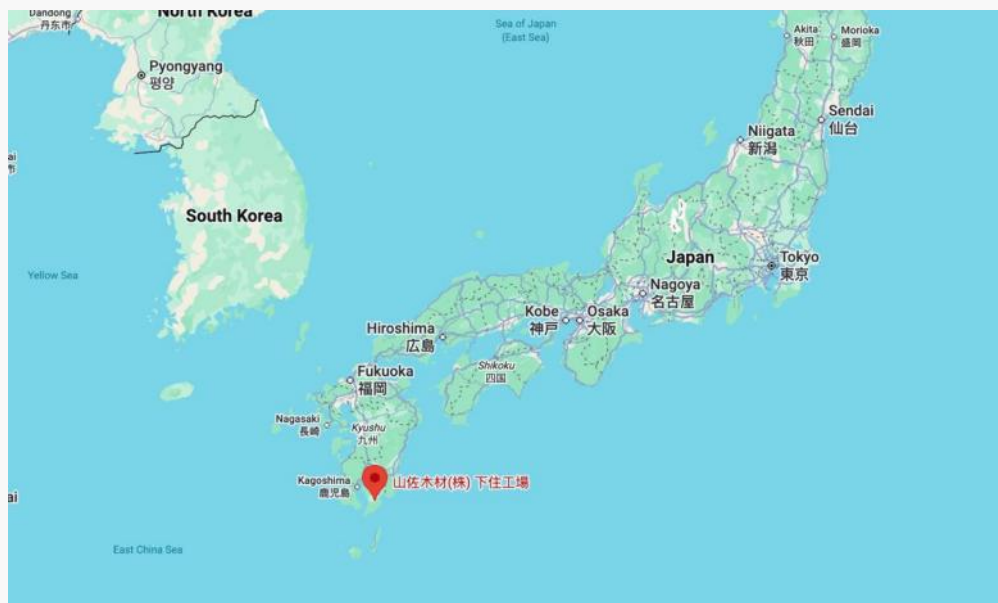 Dandong
丹东市
North Korea
Pyongyang
평양
South Korea
Yellow Sea
East China Sea
Sea of Japan
(East Sea)
Akita
秋田
Morioka
盛岡
Sendai
仙台
Niigata
新潟
Japan
Tokyo
東京
Nagoya
名古屋
Kobe
神戸
Osaka
大阪
Hiroshima
広島
Shikoku
四国
Fukuoka
福岡
Nagasaki
長崎
Kyushu
九州
Kagoshima
鹿児島
山佐木材(株) 下住工場
ai
市
ai